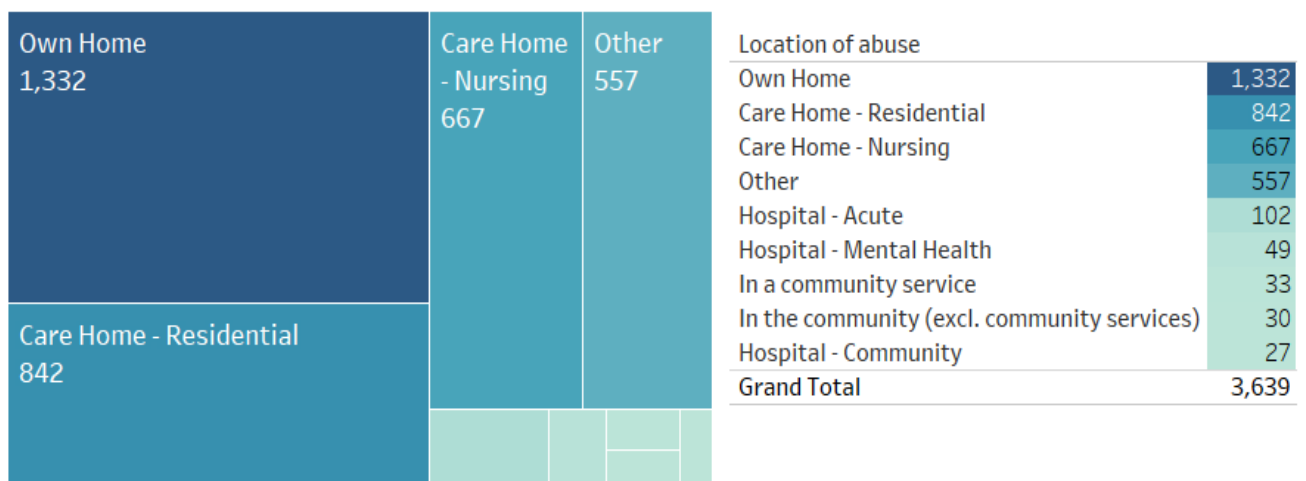 Own Home
1,332
Care Home - Residential
842
Care Home
- Nursing
667
Other
557
Location of abuse
Own Home 1,332
Care Home - Residential 842
Care Home - Nursing 667
Other 557
Hospital - Acute 102
Hospital - Mental Health 49
In a community service 33
In the community (excl. community services) 30
Hospital - Community 27
Grand Total 3,639